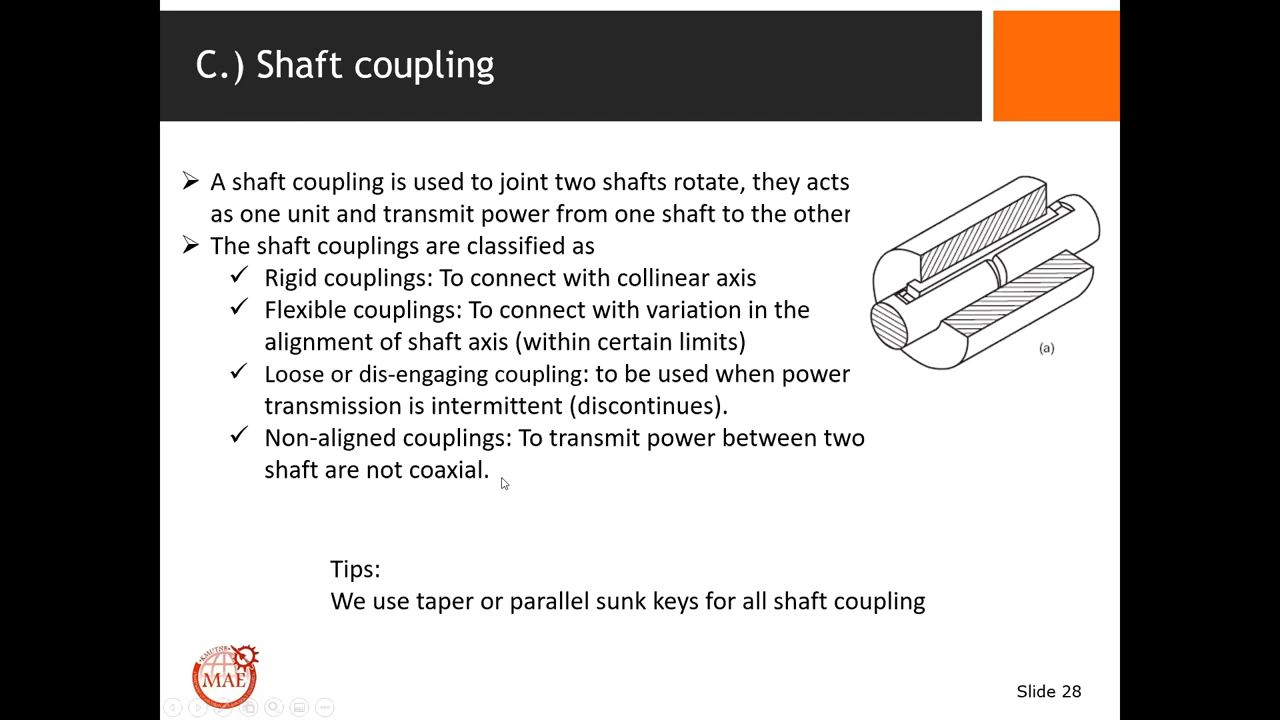 C.) Shaft coupling
A shaft coupling is used to joint two shafts rotate, they acts
as one unit and transmit power from one shaft to the other
The shaft couplings are classified as
Rigid couplings: To connect with collinear axis
Flexible couplings: To connect with variation in the
alignment of shaft axis (within certain limits)
Loose or dis-engaging coupling: to be used when power
transmission is intermittent (discontinues).
Non-aligned couplings: To transmit power between two
shaft are not coaxial.
(a)
Tips:
We use taper or parallel sunk keys for all shaft coupling
KMUTNB
MAE
Slide 28